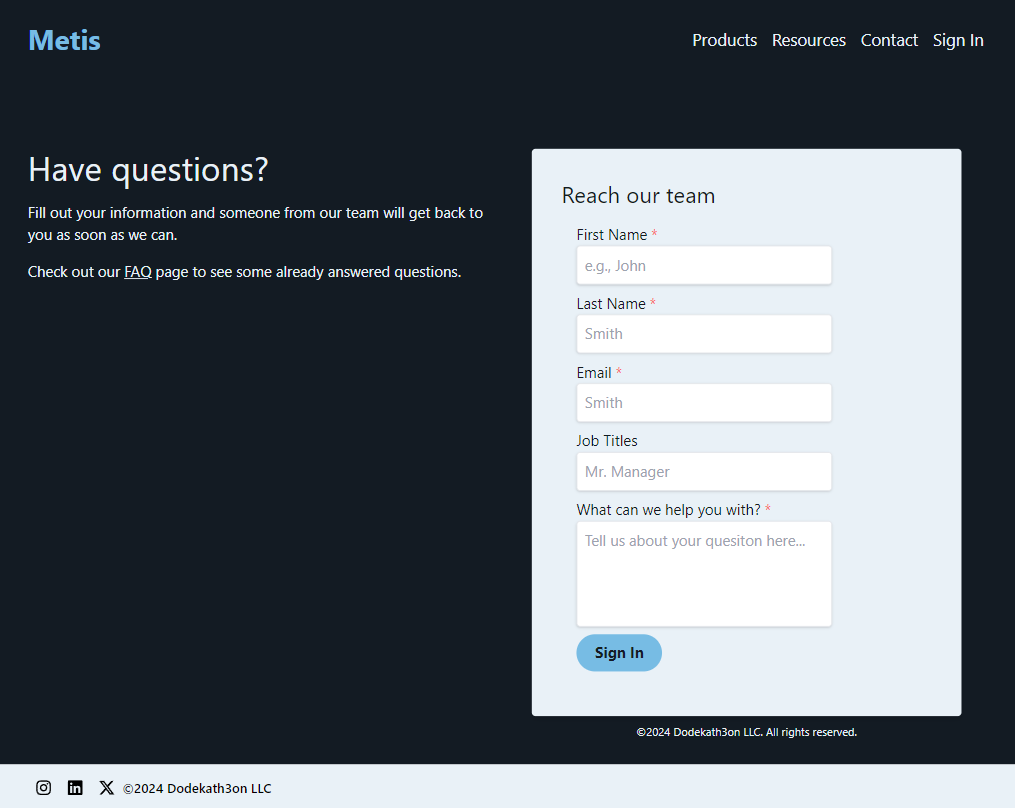 Metis
Products Resources Contact Sign In
Have questions?
Fill out your information and someone from our team will get back to
you as soon as we can.
Check out our FAQ page to see some already answered questions.
Reach our team
First Name *
e.g., John
Last Name *
Smith
Email *
Smith
Job Titles
Mr. Manager
What can we help you with? *
Tell us about your quesiton here...
Sign In
©2024 Dodekath3on LLC. All rights reserved.
©2024 Dodekath3on LLC